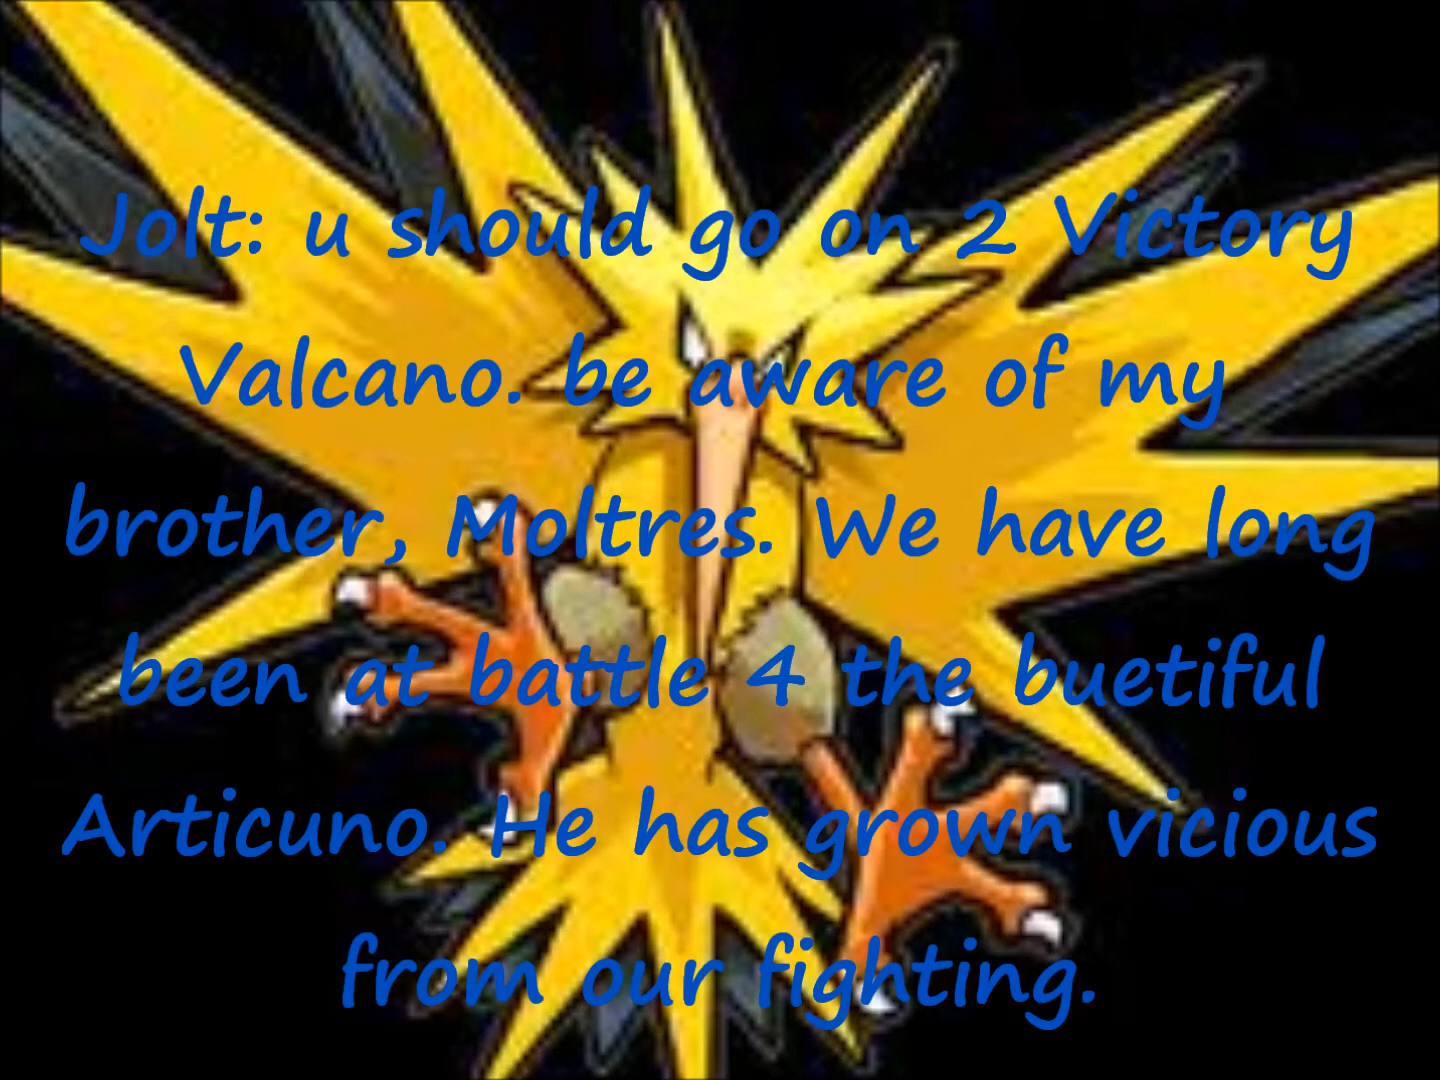 Jolt: u should go on 2 Victory
Valcano. be aware of my
brother, Moltres. We have long
been at battle 4 the buetiful
Articuno. He has grown vicious
from our fighting.